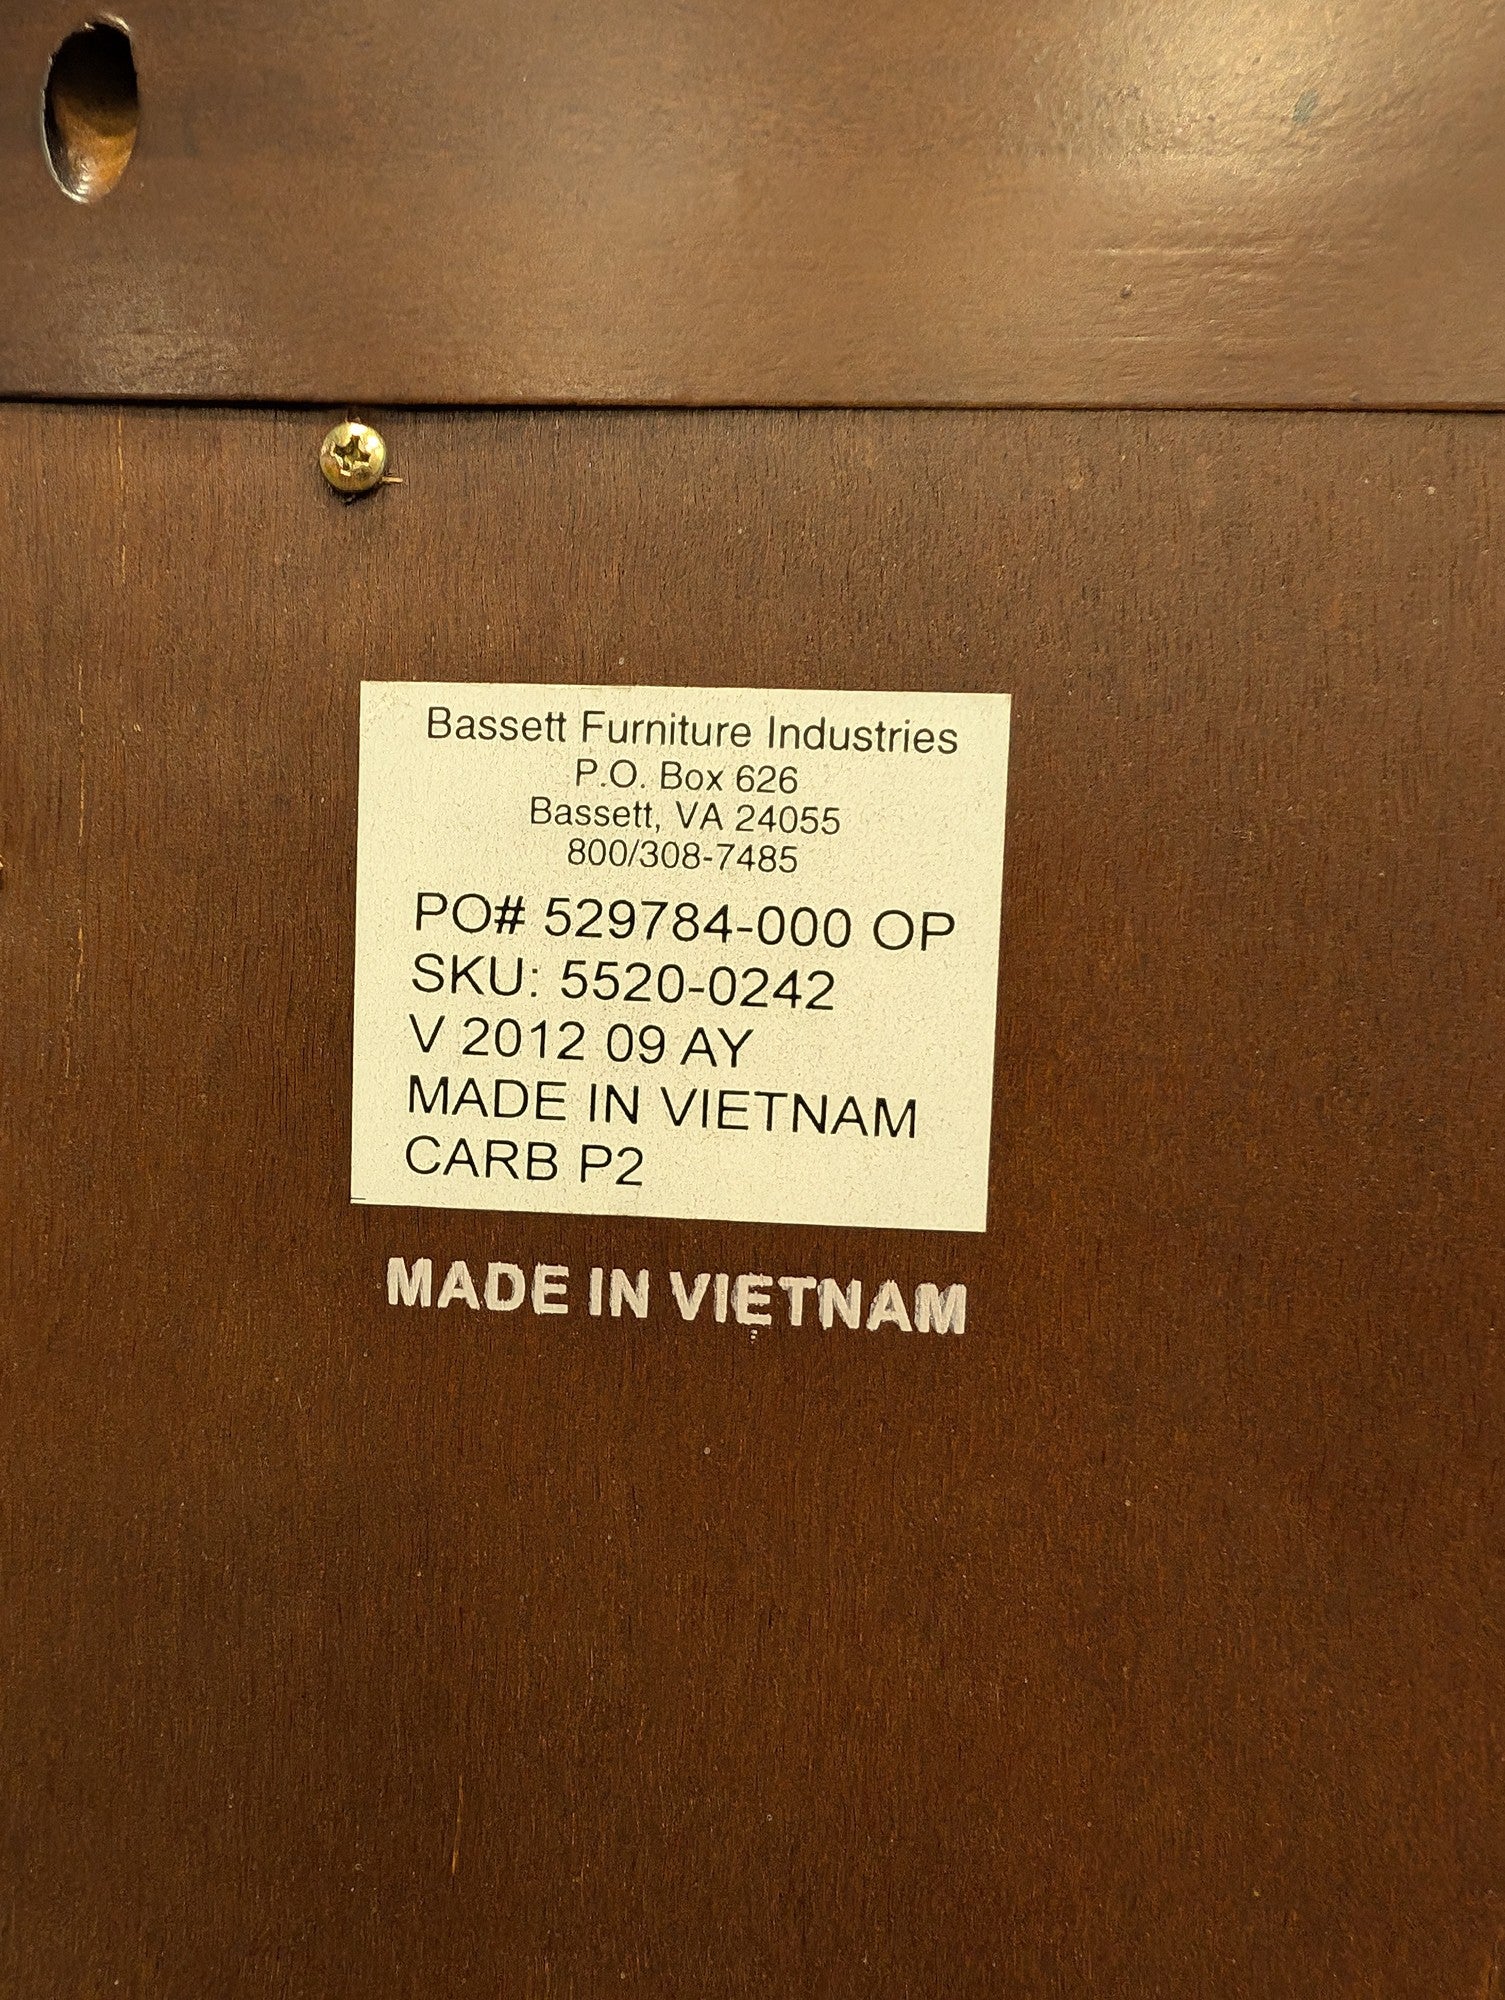 Bassett Furniture Industries
P.O. Box 626
Bassett, VA 24055
800/308-7485
PO# 529784-000 OP
SKU: 5520-0242
V 2012 09 AY
MADE IN VIETNAM
CARB P2
MADE IN VIETNAM